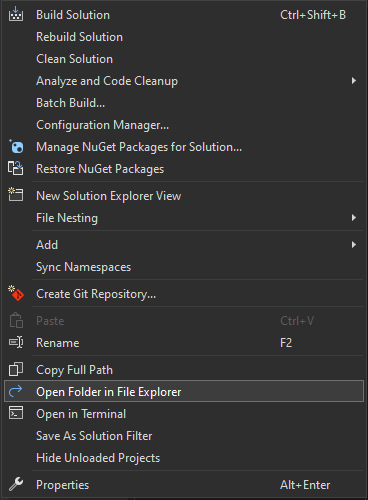 Build Solution Ctrl+Shift+B
Rebuild Solution
Clean Solution
Analyze and Code Cleanup
Batch Build...
Configuration Manager...
Manage NuGet Packages for Solution...
Restore NuGet Packages
New Solution Explorer View
File Nesting
Add
Sync Namespaces
Create Git Repository...
Paste Ctrl+V
Rename F2
Copy Full Path
Open Folder in File Explorer
Open in Terminal
Save As Solution Filter
Hide Unloaded Projects
Properties Alt+Enter